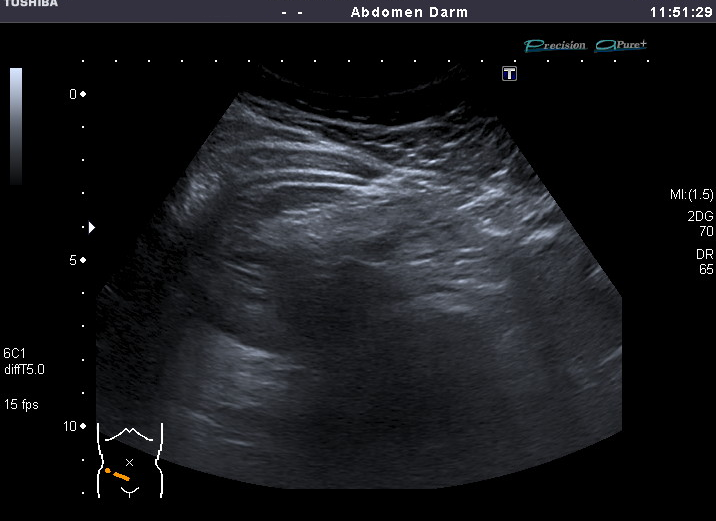 TOSHIBA
- - Abdomen Darm 11:51:29
Precision APure+
T
0
MI:(1.5)
2DG
70
DR
65
5
6C1
diffT5.0
15 fps
10